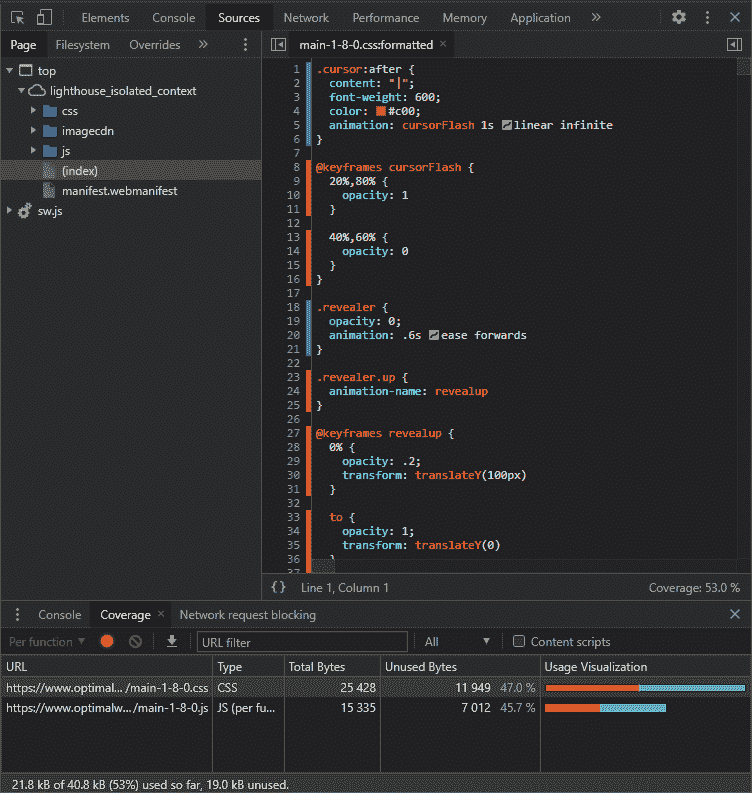 Elements Console Sources Network Performance Memory Application »
Page Filesystem Overrides » main-1-8-0.css:formatted ×
top
lighthouse_isolated_context
css
imagecdn
js
(index)
manifest.webmanifest
sw.js
1 .cursor:after {
2 content: "|";
3 font-weight: 600;
4 color: #c00;
5 animation: cursorFlash 1s linear infinite
6 }
7
8 @keyframes cursorFlash {
9 20%,80% {
10 opacity: 1
11 }
12
13 40%,60% {
14 opacity: 0
15 }
16 }
17
18 .revealer {
19 opacity: 0;
20 animation: .6s ease forwards
21 }
22
23 .revealer.up {
24 animation-name: revealup
25 }
26
27 @keyframes revealup {
28 0% {
29 opacity: .2;
30 transform: translateY(100px)
31 }
32
33 to {
34 opacity: 1;
35 transform: translateY(0)
36 }
37
{} Line 1, Column 1 Coverage: 53.0 %
Console Coverage × Network request blocking
Per function URL filter All Content scripts
URL Type Total Bytes Unused Bytes Usage Visualization
https://www.optimal... /main-1-8-0.css CSS 25 428 11 949 47.0 %
https://www.optimalw... /main-1-8-0.js JS (per fu... 15 335 7 012 45.7 %
21.8 kB of 40.8 kB (53%) used so far, 19.0 kB unused.